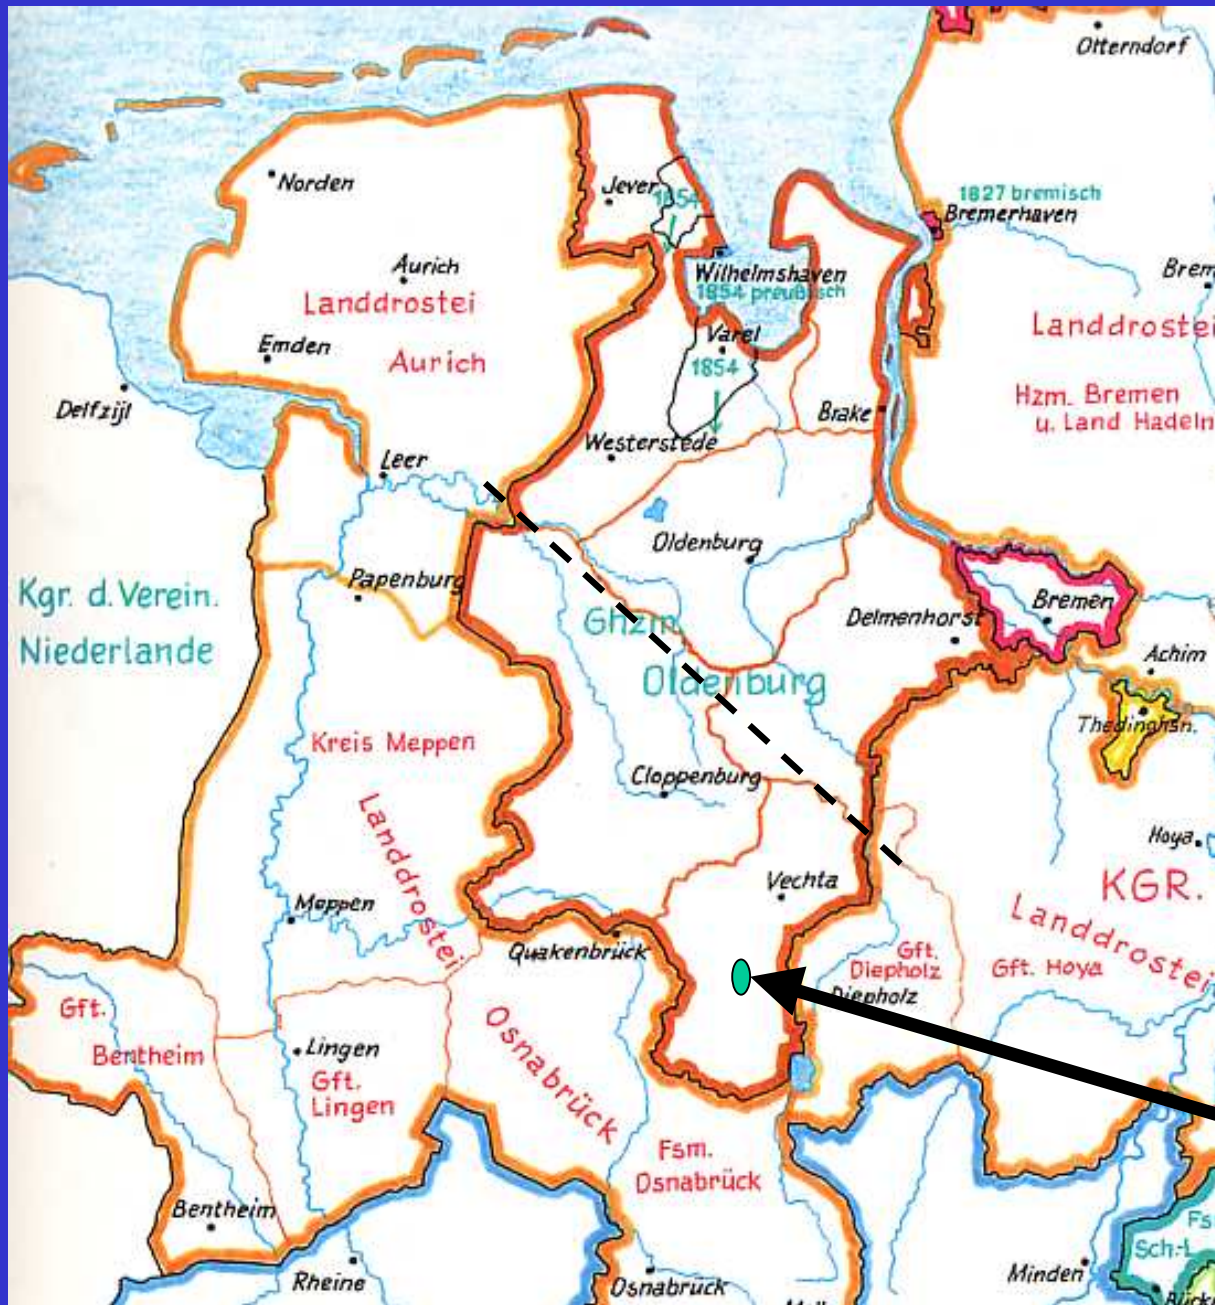 Otterndorf
Norden
Jever
1854
1827 bremisch
Bremerhaven
Aurich
Wilhelmshaven
1854 preußisch
Landdrostei
Aurich
Emden
Varel
1854
Landdrostei
Hzm. Bremen
u. Land Hadeln
Delfzijl
Brake
Westerstede
Leer
Oldenburg
Papenburg
Kgr. d. Verein.
Niederlande
Ghzm.
Oldenburg
Delmenhorst
Bremen
Achim
Thedinghsn.
Kreis Meppen
Cloppenburg
Hoya
Vechta
KGR.
Landdrostei
Meppen
Landdrostei
Quakenbrück
Gft.
Diepholz
Diepholz
Gft. Hoya
Gft.
Bentheim
Lingen
Gft.
Lingen
Osnabrück
Fsm.
Osnabrück
Bentheim
Rheine
Osnabrück
Minden
Sch.-L